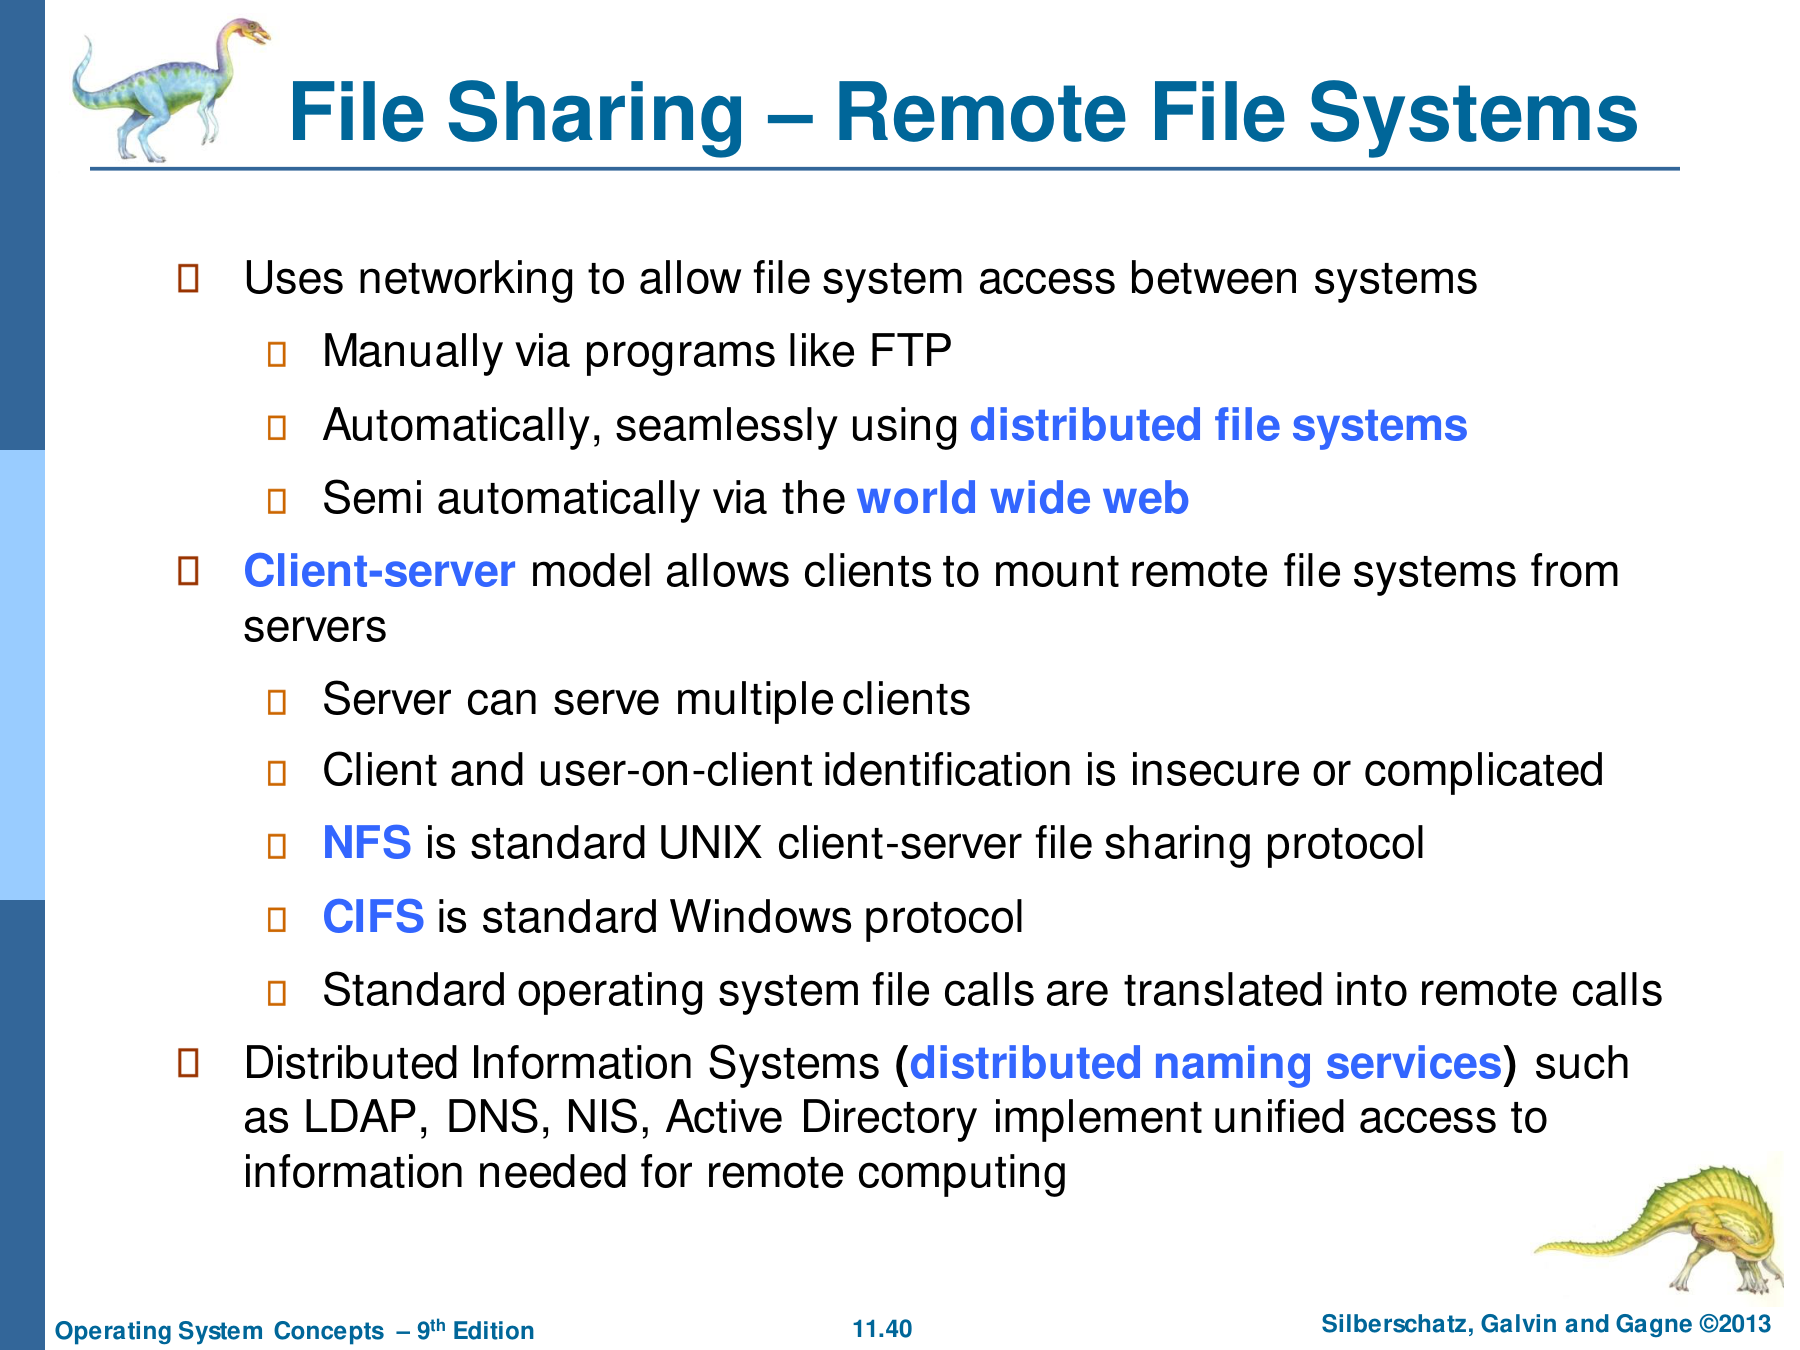 File Sharing – Remote File Systems
Uses networking to allow file system access between systems
Manually via programs like FTP
Automatically, seamlessly using distributed file systems
Semi automatically via the world wide web
Client-server model allows clients to mount remote file systems from
servers
Server can serve multiple clients
Client and user-on-client identification is insecure or complicated
NFS is standard UNIX client-server file sharing protocol
CIFS is standard Windows protocol
Standard operating system file calls are translated into remote calls
Distributed Information Systems (distributed naming services) such
as LDAP, DNS, NIS, Active Directory implement unified access to
information needed for remote computing
Operating System Concepts – 9th Edition
11.40
Silberschatz, Galvin and Gagne ©2013